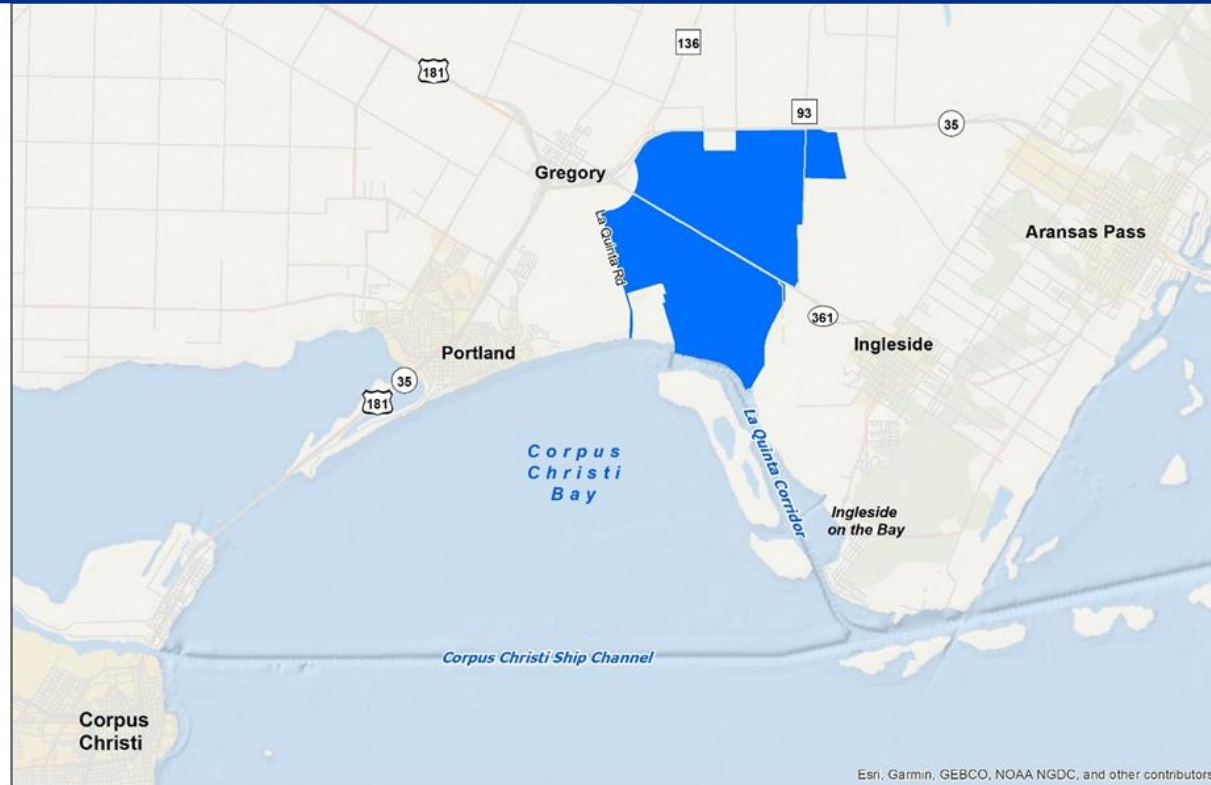 136
181
93
35
Gregory
La Quinta Rd
Aransas Pass
361
Ingleside
Portland
35
181
Corpus
Christi
Bay
La Quinta Corridor
Ingleside
on the Bay
Corpus Christi Ship Channel
Corpus
Christi
Esri, Garmin, GEBCO, NOAA NGDC, and other contributors